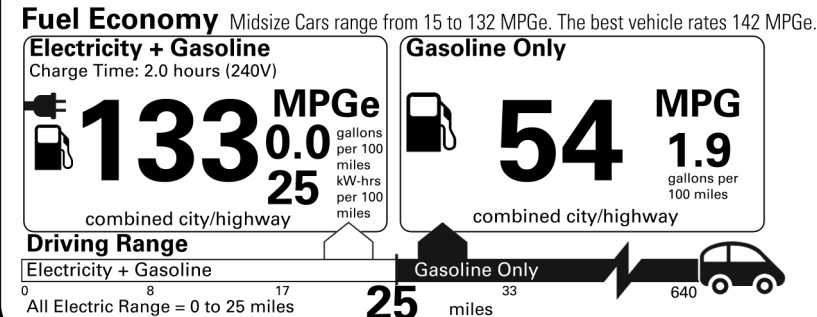 Fuel Economy Midsize Cars range from 15 to 132 MPGe. The best vehicle rates 142 MPGe.
Electricity + Gasoline
Charge Time: 2.0 hours (240V)
133 MPGe
0.0 gallons per 100 miles
25 kW-hrs per 100 miles
combined city/highway
Gasoline Only
54 MPG
1.9
gallons per 100 miles
combined city/highway
Driving Range
Electricity + Gasoline
Gasoline Only
0 8 17 25 33 640
All Electric Range = 0 to 25 miles
miles